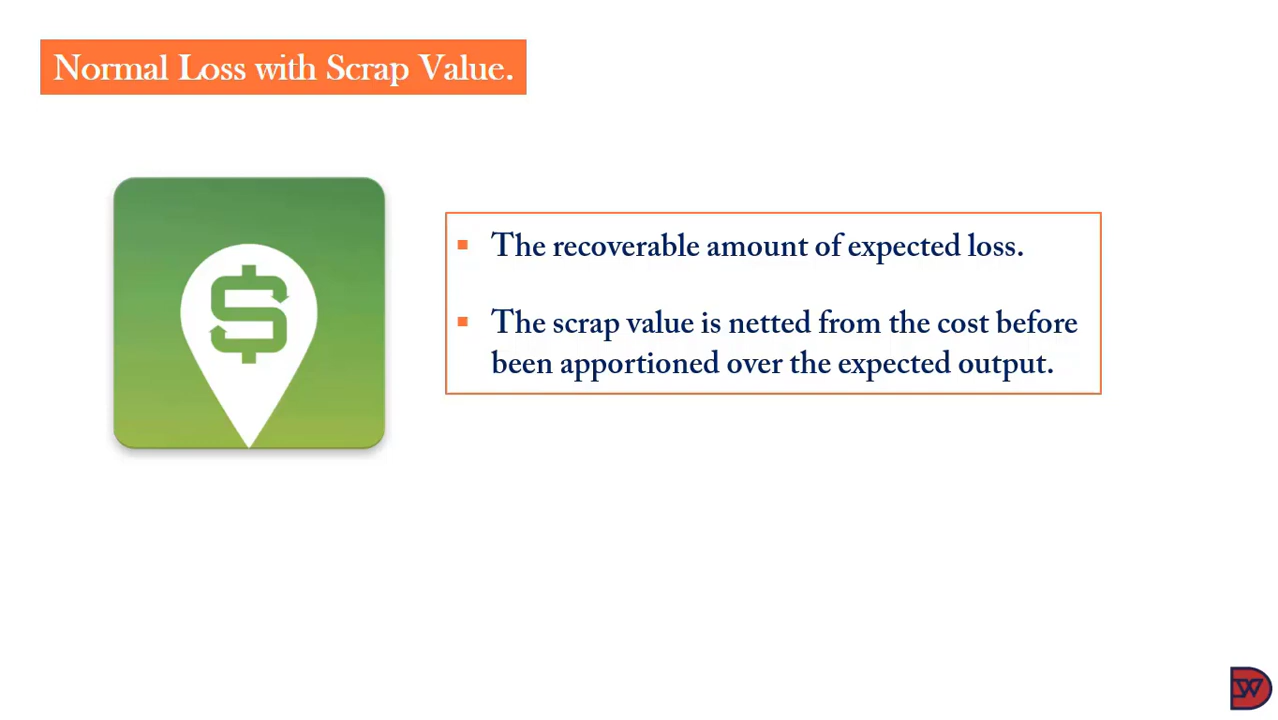 Normal Loss with Scrap Value.
The recoverable amount of expected loss.
The scrap value is netted from the cost before
been apportioned over the expected output.